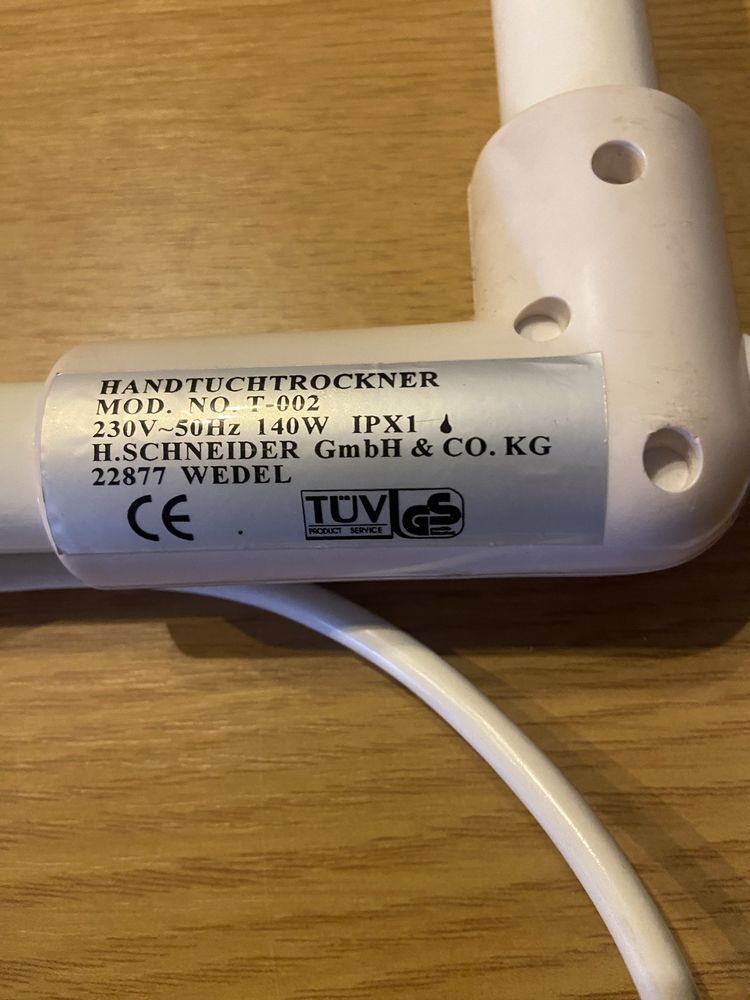 HANDTUCHTROCKNER
MOD. NO. T-002
230V~50Hz 140W IPX1
H.SCHNEIDER GmbH & CO. KG
22877 WEDEL
CE
TÜV GS
PRODUCT SERVICE